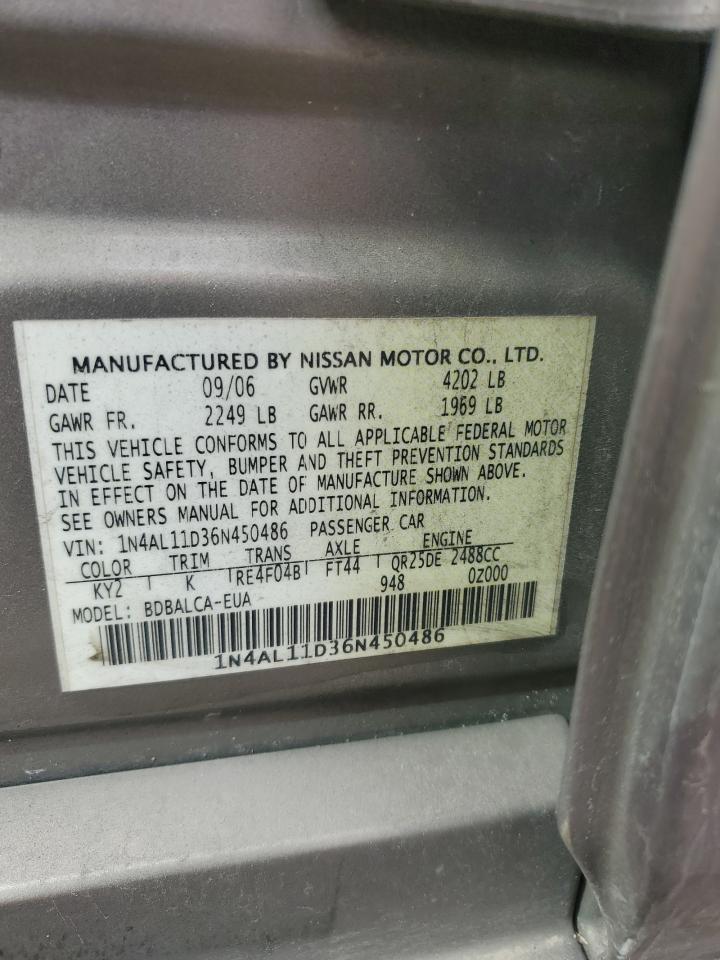 MANUFACTURED BY NISSAN MOTOR CO., LTD.
DATE 09/06 GVWR 4202 LB
GAWR FR. 2249 LB GAWR RR. 1969 LB
THIS VEHICLE CONFORMS TO ALL APPLICABLE FEDERAL MOTOR
VEHICLE SAFETY, BUMPER AND THEFT PREVENTION STANDARDS
IN EFFECT ON THE DATE OF MANUFACTURE SHOWN ABOVE.
SEE OWNERS MANUAL FOR ADDITIONAL INFORMATION.
VIN: 1N4AL11D36N450486 PASSENGER CAR
COLOR TRIM TRANS AXLE ENGINE
KY2 K RE4F04B FT44 QR25DE 2488CC
948 0Z000
MODEL: BDBALCA-EUA
1N4AL11D36N450486